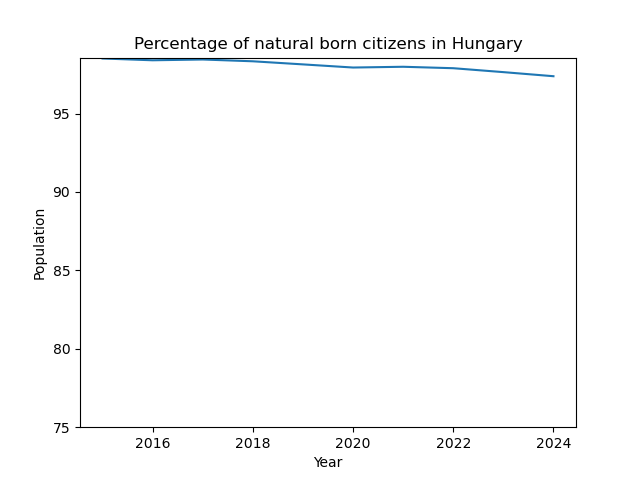 Percentage of natural born citizens in Hungary
95
90
85
80
75
Population
2016 2018 2020 2022 2024
Year